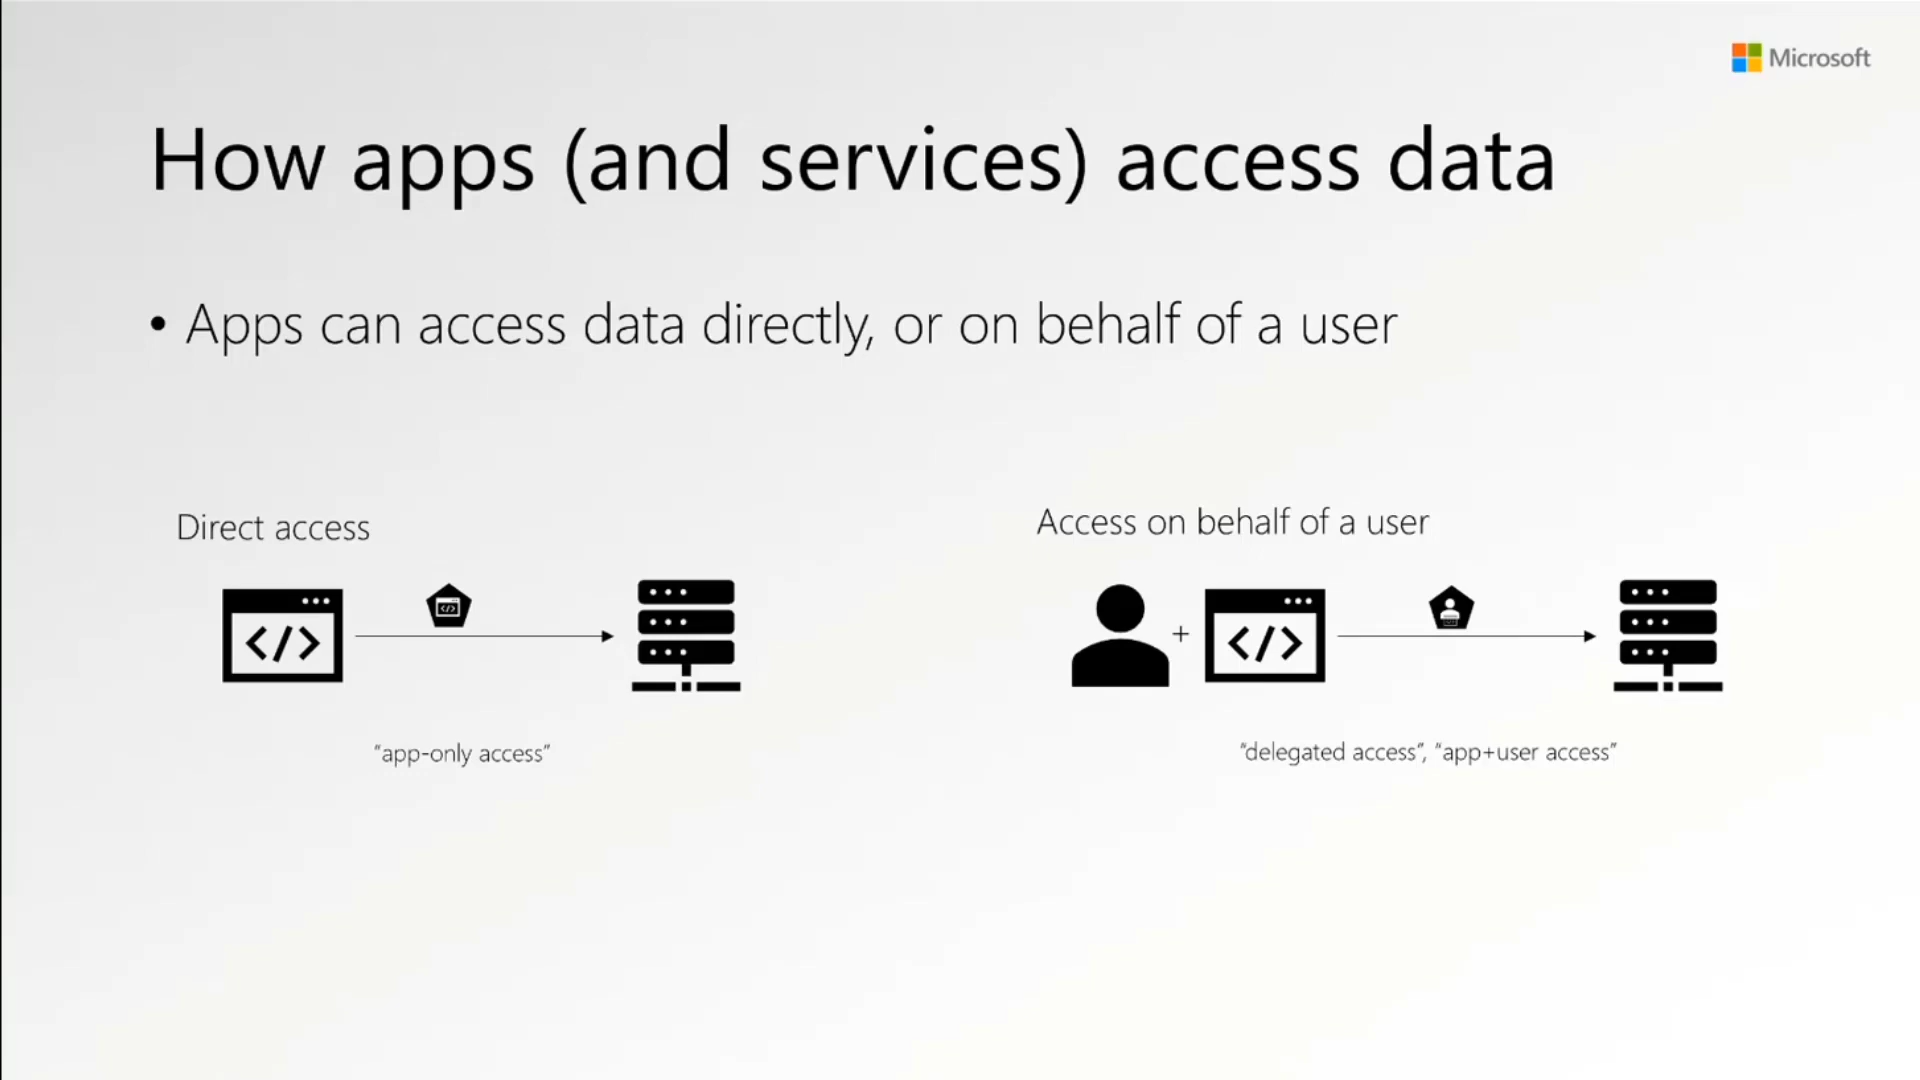 Microsoft
How apps (and services) access data
• Apps can access data directly, or on behalf of a user
Direct access
</>
</>
“app-only access”
Access on behalf of a user
+
</>
“delegated access”, “app+user access”